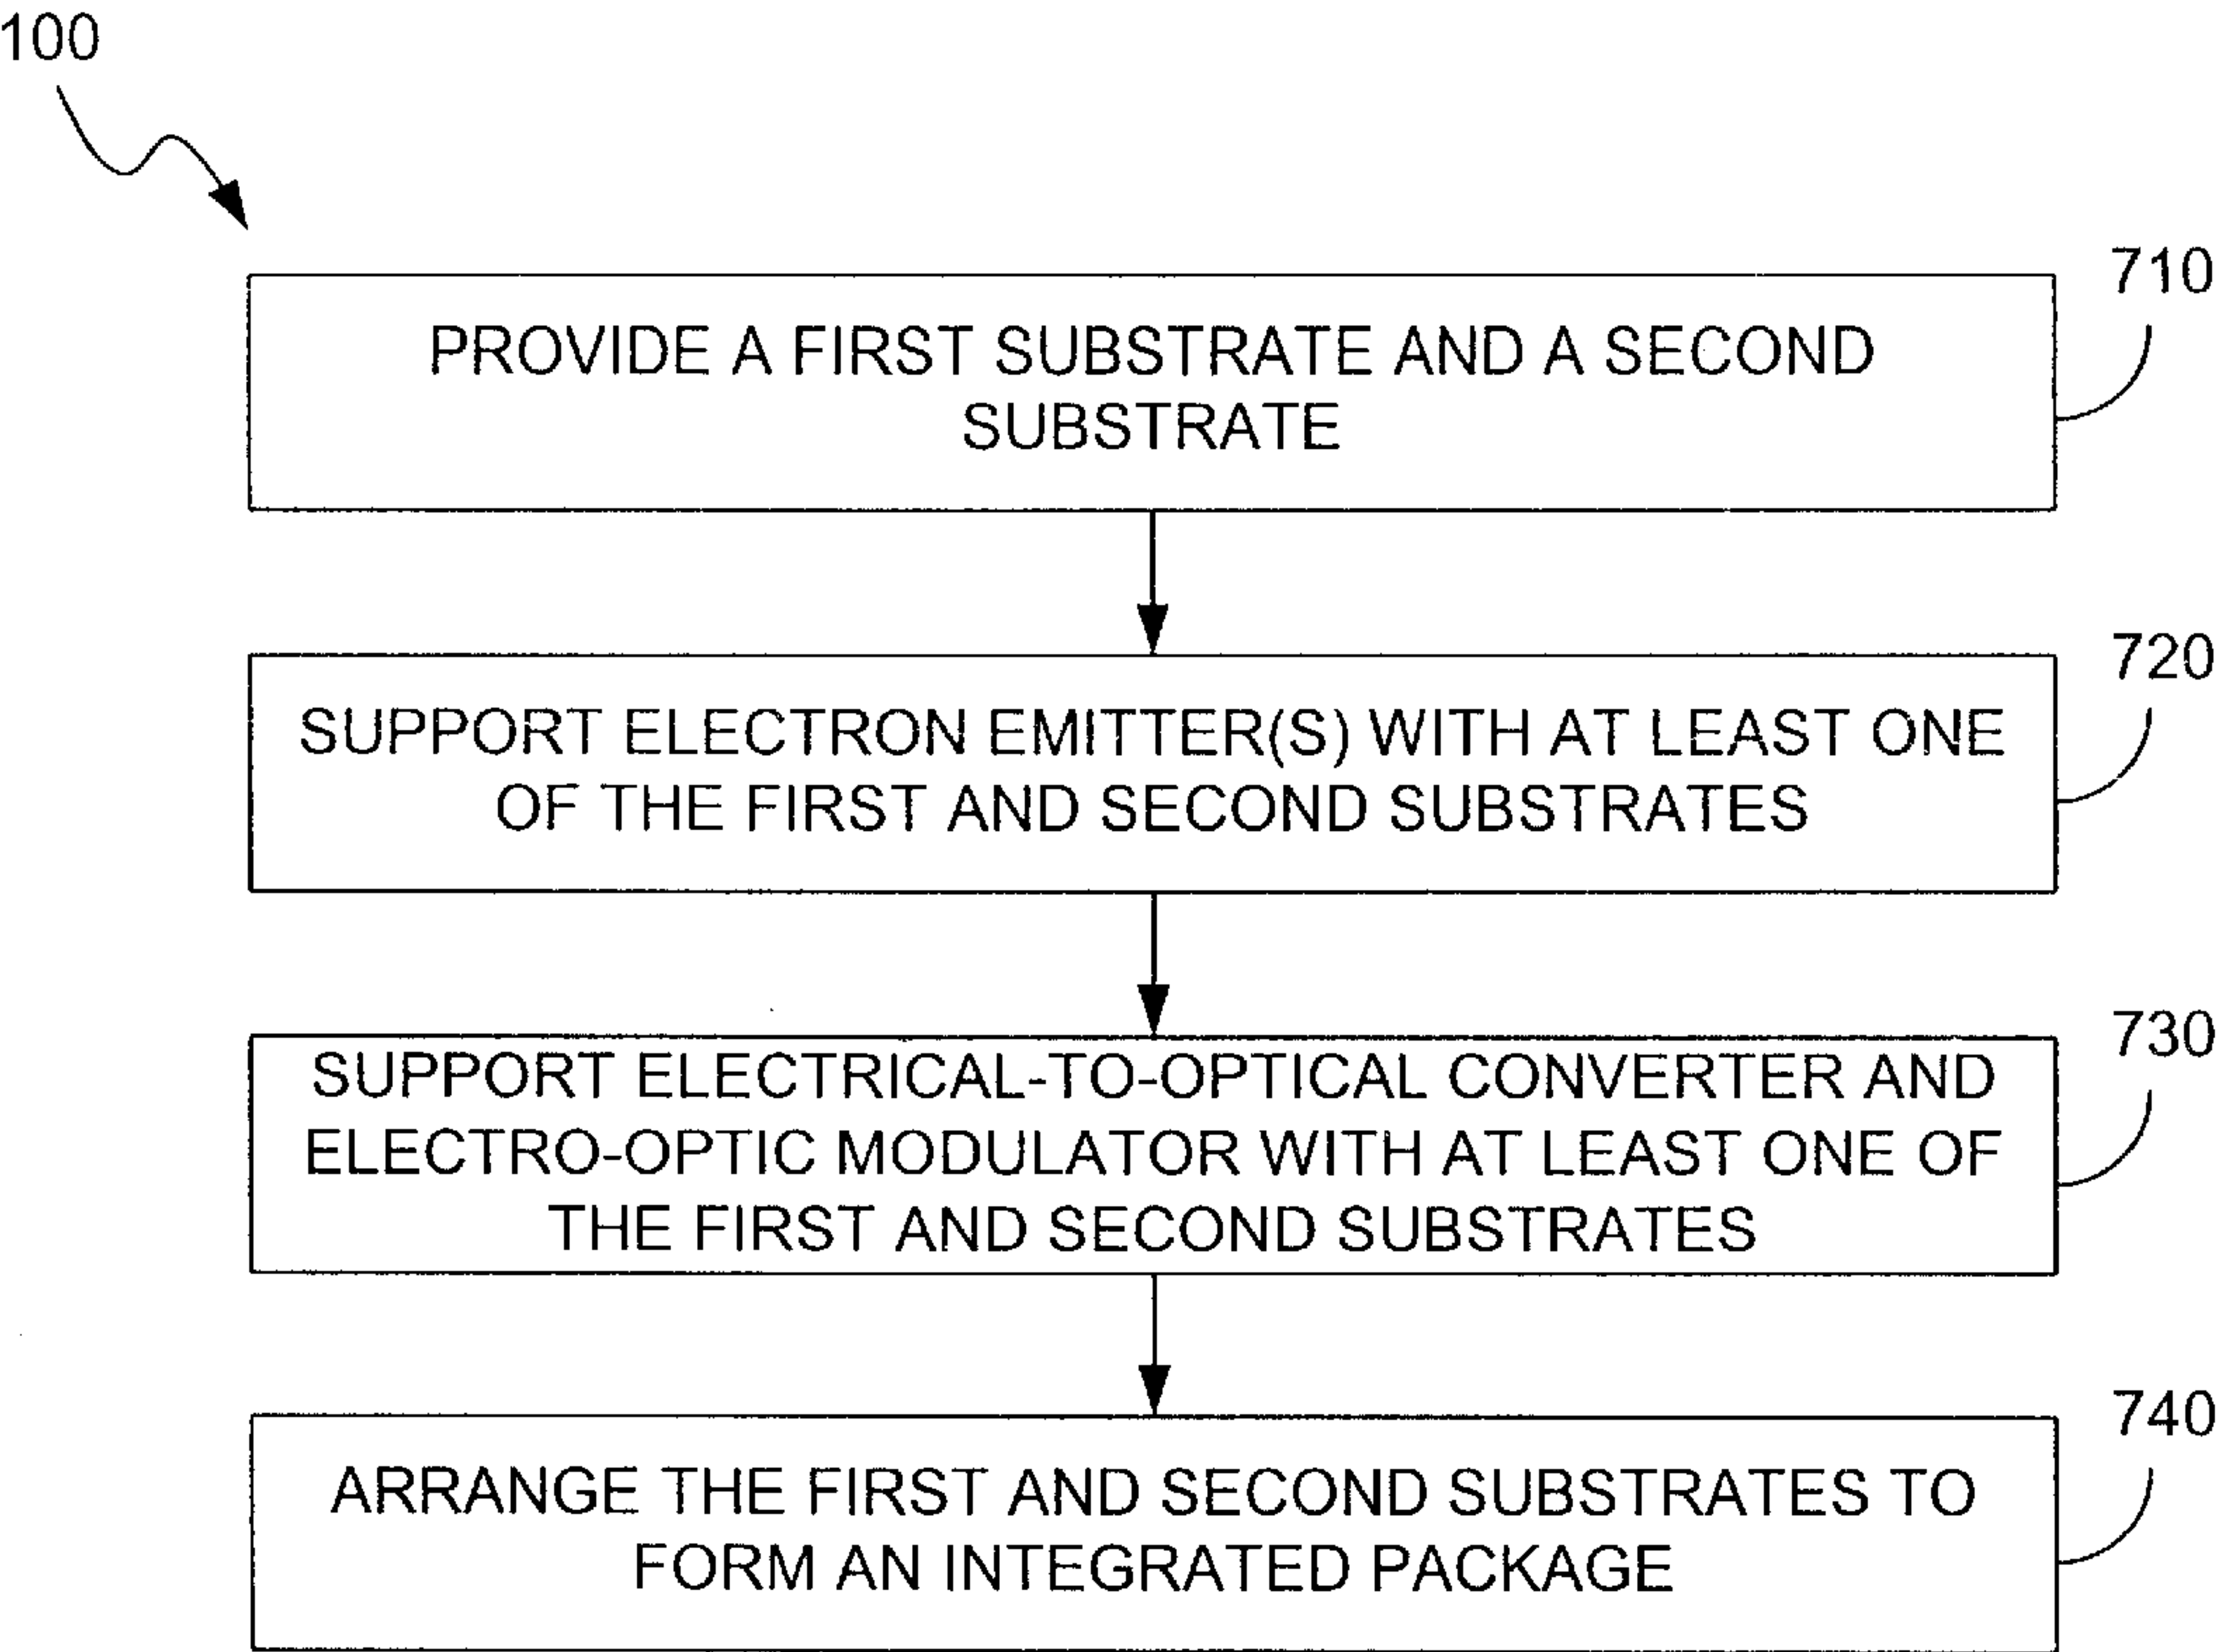 100
710
PROVIDE A FIRST SUBSTRATE AND A SECOND
SUBSTRATE
720
SUPPORT ELECTRON EMITTER(S) WITH AT LEAST ONE
OF THE FIRST AND SECOND SUBSTRATES
730
SUPPORT ELECTRICAL-TO-OPTICAL CONVERTER AND
ELECTRO-OPTIC MODULATOR WITH AT LEAST ONE OF
THE FIRST AND SECOND SUBSTRATES
740
ARRANGE THE FIRST AND SECOND SUBSTRATES TO
FORM AN INTEGRATED PACKAGE